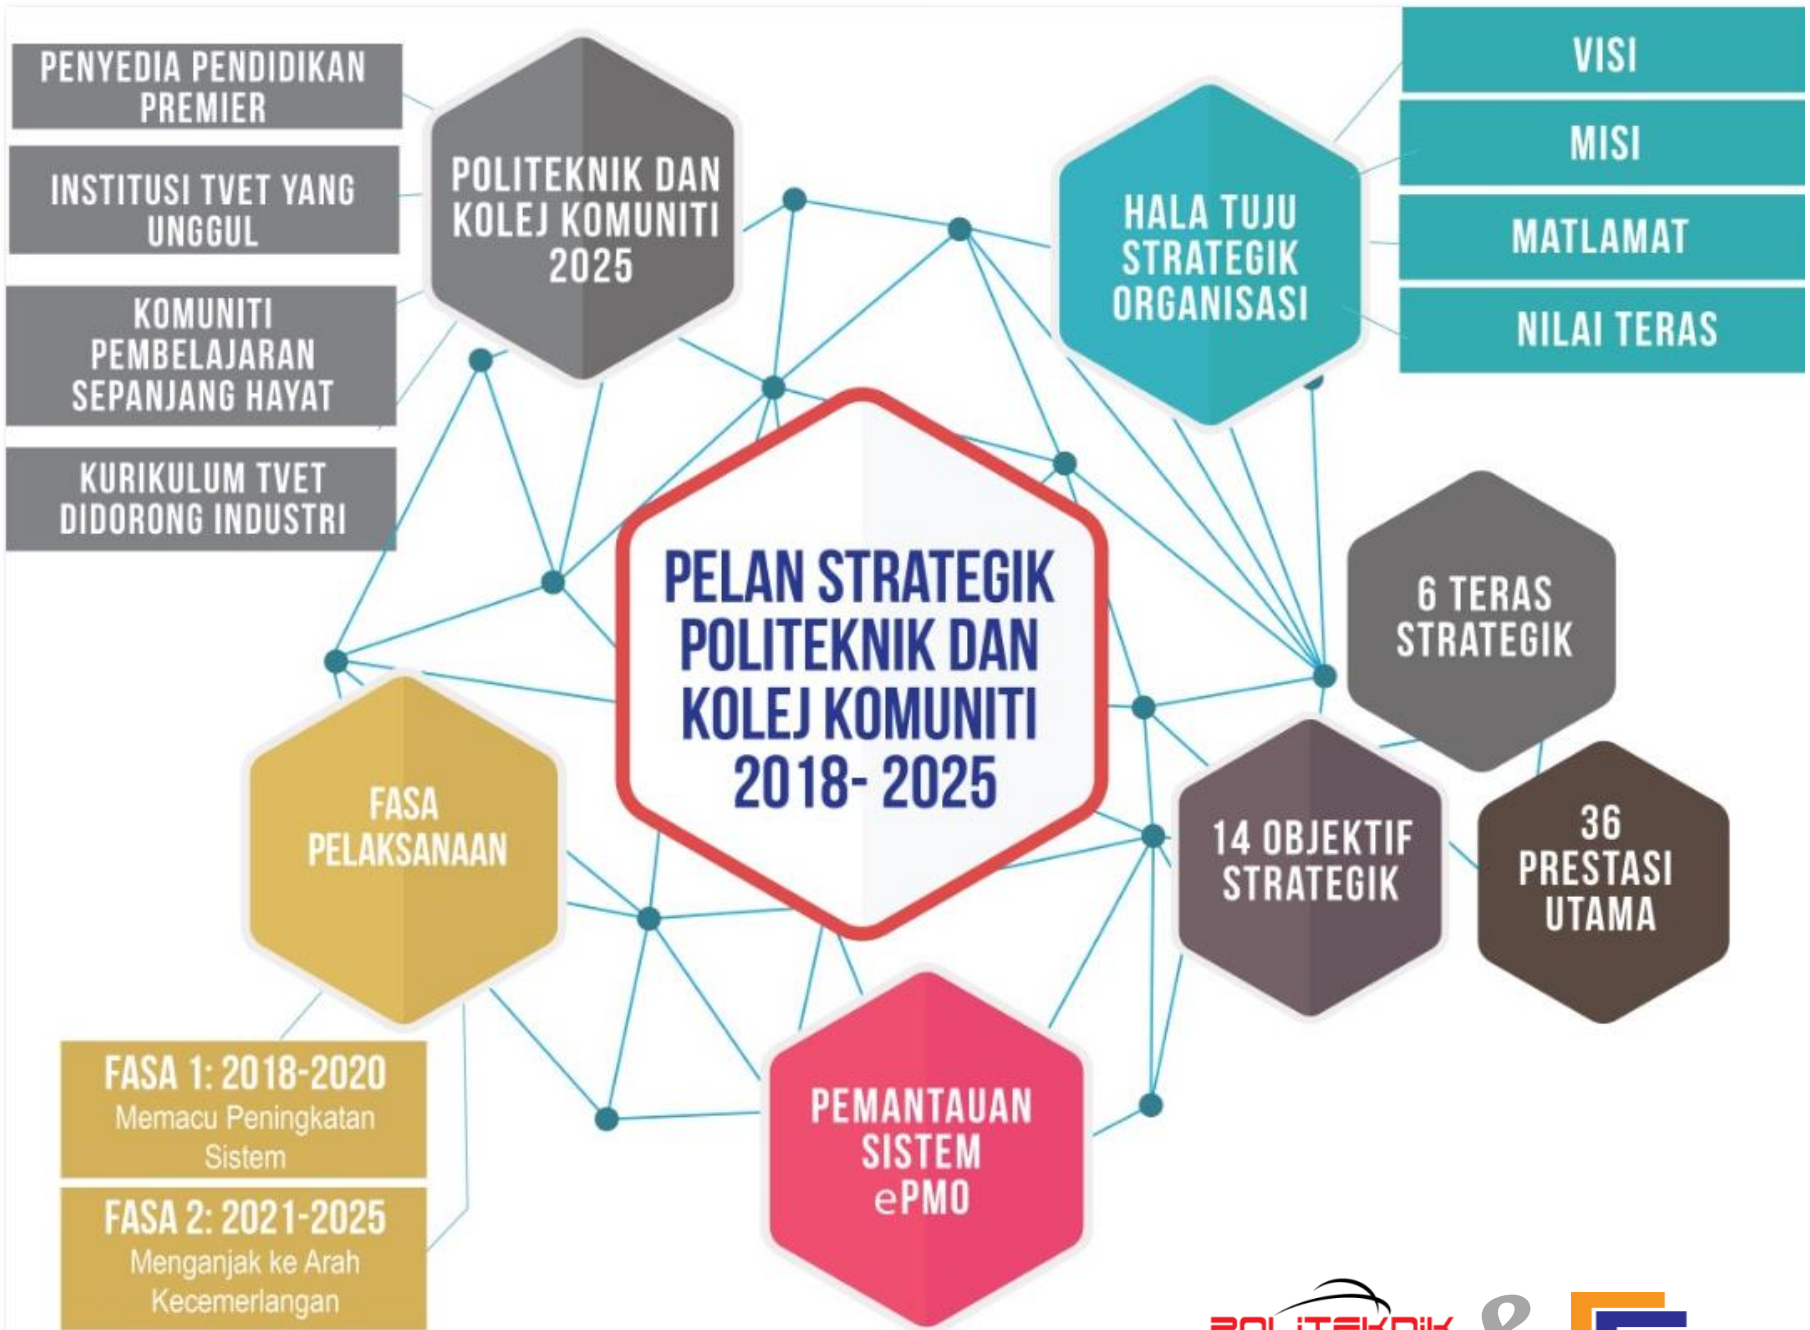 PENYEDIA PENDIDIKAN
PREMIER
INSTITUSI TVET YANG
UNGGUL
KOMUNITI
PEMBELAJARAN
SEPANJANG HAYAT
KURIKULUM TVET
DIDORONG INDUSTRI
POLITEKNIK DAN
KOLEJ KOMUNITI
2025
HALA TUJU
STRATEGIK
ORGANISASI
VISI
MISI
MATLAMAT
NILAI TERAS
PELAN STRATEGIK
POLITEKNIK DAN
KOLEJ KOMUNITI
2018- 2025
6 TERAS
STRATEGIK
14 OBJEKTIF
STRATEGIK
36
PRESTASI
UTAMA
FASA
PELAKSANAAN
FASA 1: 2018-2020
Memacu Peningkatan
Sistem
FASA 2: 2021-2025
Menganjak ke Arah
Kecemerlangan
PEMANTAUAN
SISTEM
ePMO
POLITEKNIK &